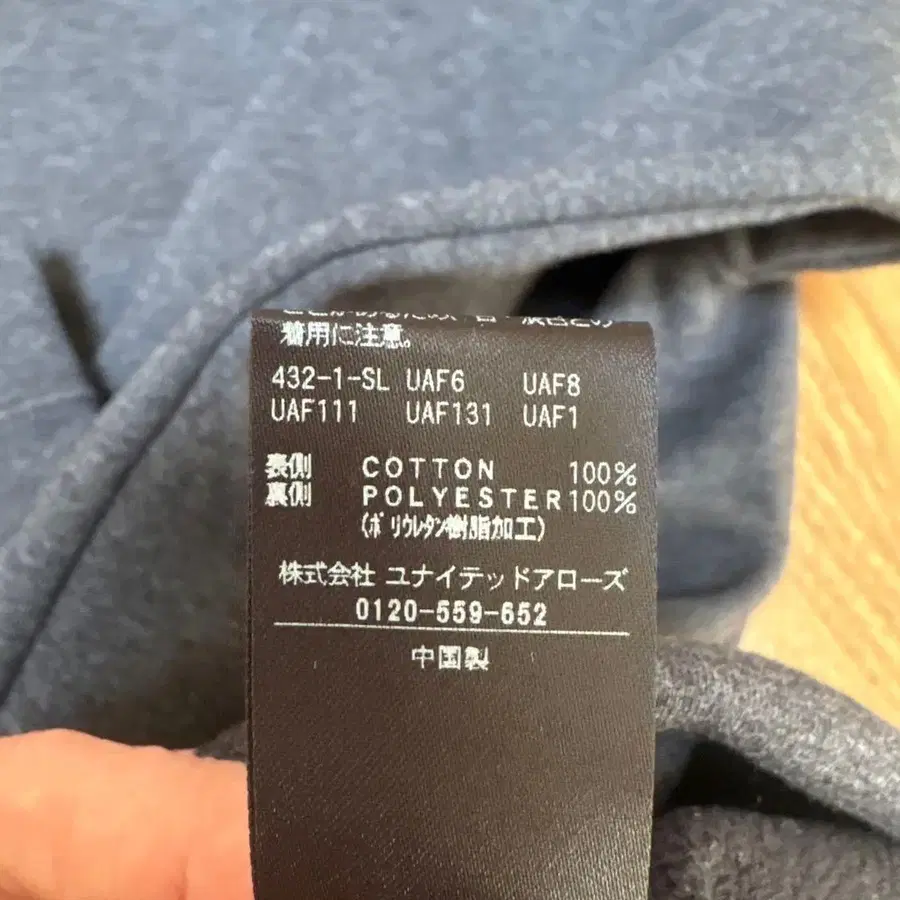 着用に注意。
432-1-SL UAF6 UAF8
UAF111 UAF131 UAF1
表側 COTTON 100%
裏側 POLYESTER 100%
(ポリウレタン樹脂加工)
株式会社 ユナイテッドアローズ
0120-559-652
中国製